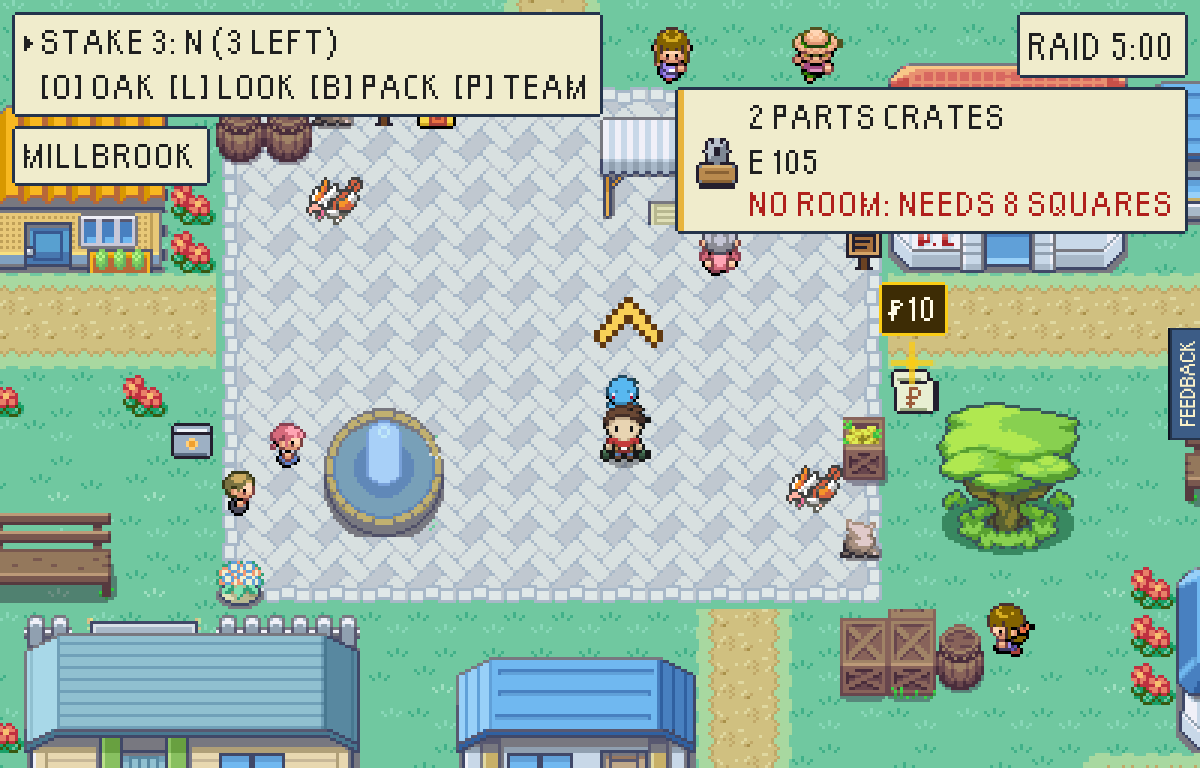 ▸STAKE 3: N (3 LEFT)
[O] OAK [L] LOOK [B] PACK [P] TEAM
RAID 5:00
2 PARTS CRATES
E 105
NO ROOM: NEEDS 8 SQUARES
MILLBROOK
₽10
₽
FEEDBACK